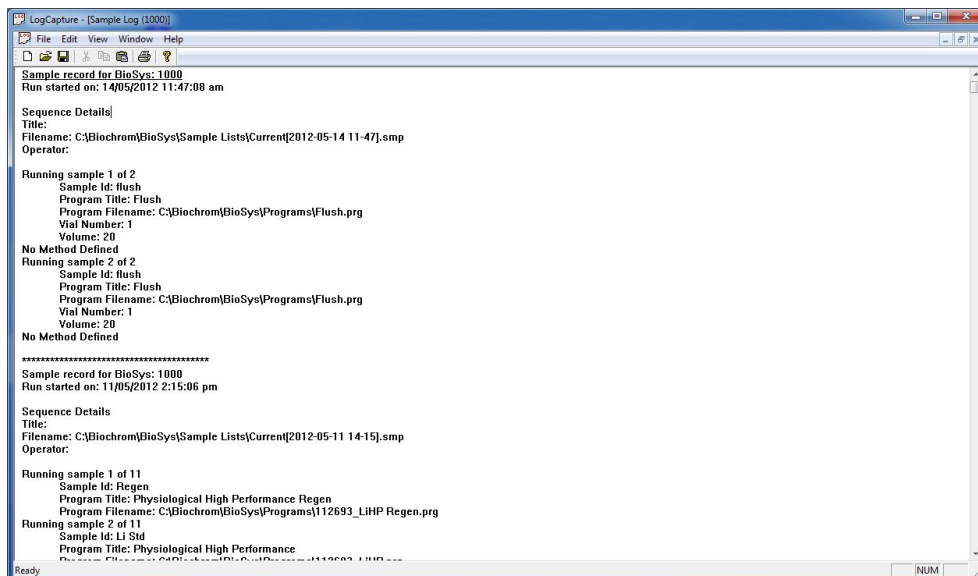 LogCapture - [Sample Log (1000)]
File Edit View Window Help
Sample record for BioSys: 1000
Run started on: 14/05/2012 11:47:08 am
Sequence Details
Title:
Filename: C:\Biochrom\BioSys\Sample Lists\Current[2012-05-14 11-47].smp
Operator:
Running sample 1 of 2
Sample Id: flush
Program Title: Flush
Program Filename: C:\Biochrom\BioSys\Programs\Flush.prg
Vial Number: 1
Volume: 20
No Method Defined
Running sample 2 of 2
Sample Id: flush
Program Title: Flush
Program Filename: C:\Biochrom\BioSys\Programs\Flush.prg
Vial Number: 1
Volume: 20
No Method Defined
****************************************
Sample record for BioSys: 1000
Run started on: 11/05/2012 2:15:06 pm
Sequence Details
Title:
Filename: C:\Biochrom\BioSys\Sample Lists\Current[2012-05-11 14-15].smp
Operator:
Running sample 1 of 11
Sample Id: Regen
Program Title: Physiological High Performance Regen
Program Filename: C:\Biochrom\BioSys\Programs\112693_LiHP Regen.prg
Running sample 2 of 11
Sample Id: Li Std
Program Title: Physiological High Performance
Ready
NUM